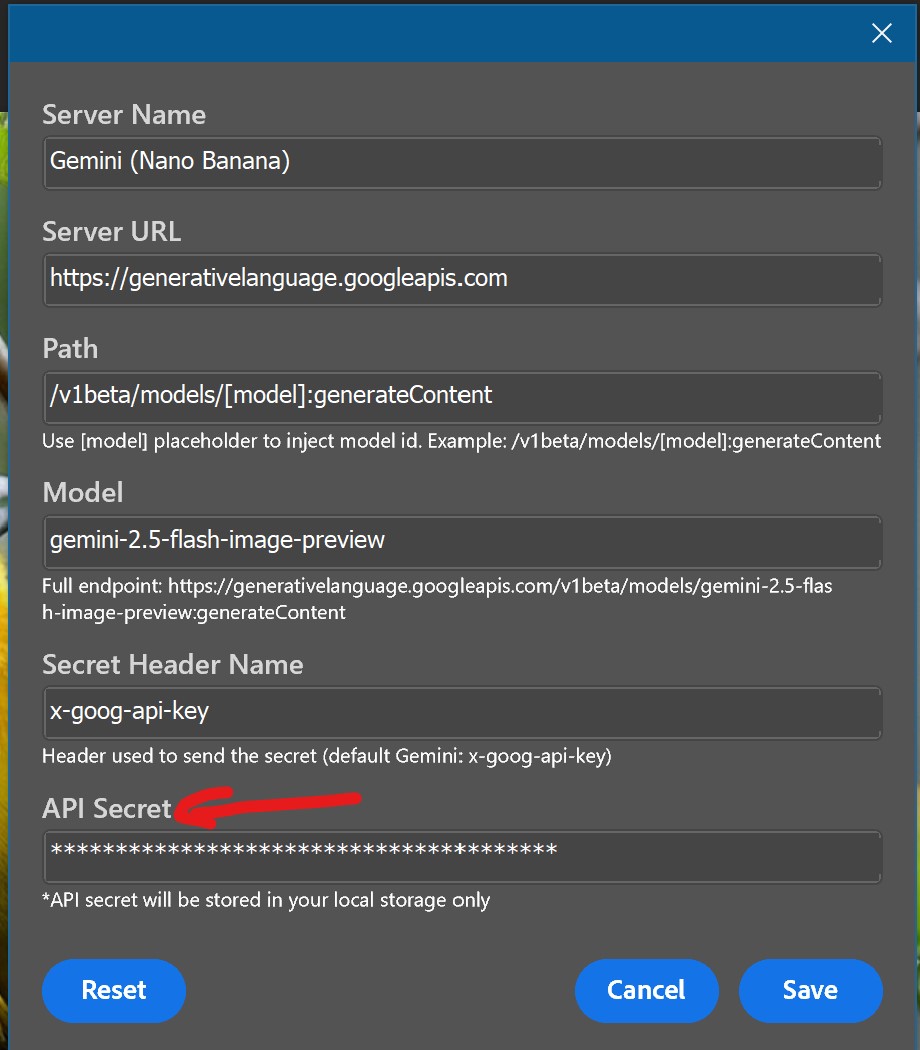 Server Name
Gemini (Nano Banana)
Server URL
https://generativelanguage.googleapis.com
Path
/v1beta/models/[model]:generateContent
Use [model] placeholder to inject model id. Example: /v1beta/models/[model]:generateContent
Model
gemini-2.5-flash-image-preview
Full endpoint: https://generativelanguage.googleapis.com/v1beta/models/gemini-2.5-flas
h-image-preview:generateContent
Secret Header Name
x-goog-api-key
Header used to send the secret (default Gemini: x-goog-api-key)
API Secret
***************************************
*API secret will be stored in your local storage only
Reset Cancel Save